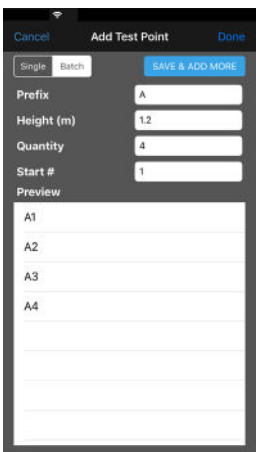 Cancel Add Test Point Done
Single Batch SAVE & ADD MORE
Prefix A
Height (m) 1.2
Quantity 4
Start # 1
Preview
A1
A2
A3
A4